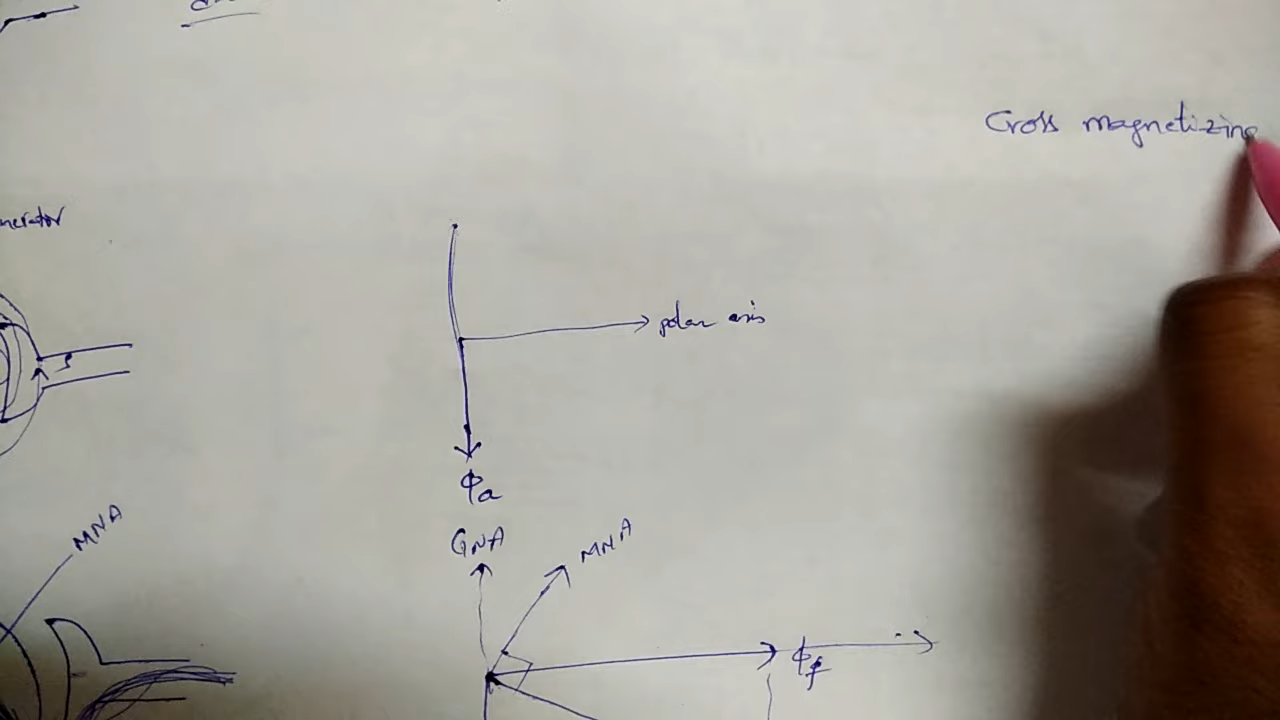 Cross magnetizing
nerator
polar axis
ϕa
GNA
MNA
MNA
ϕf